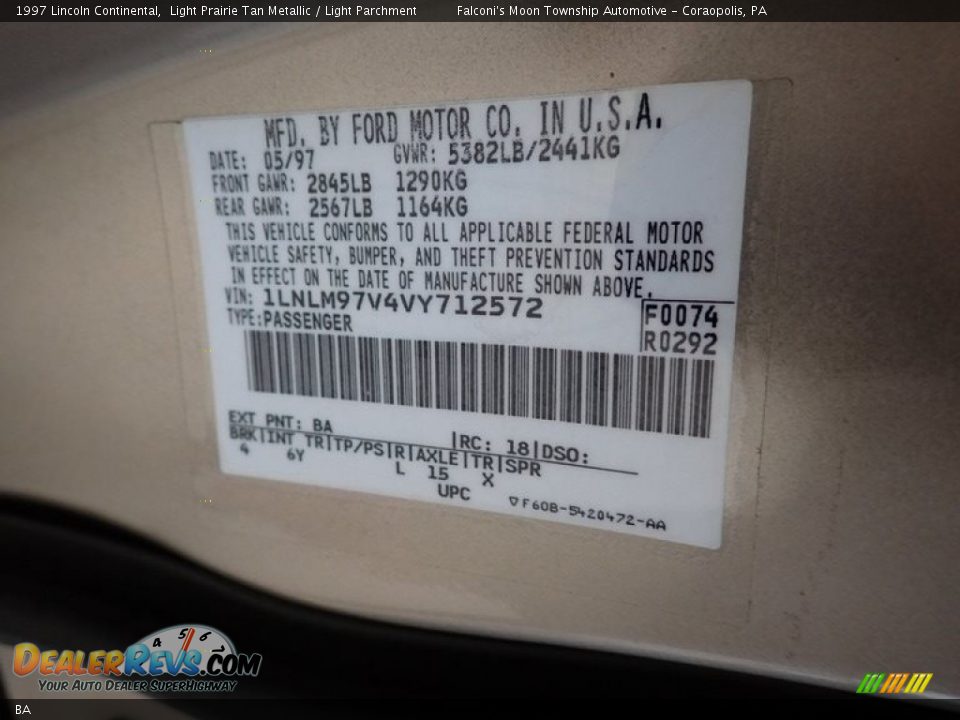 1997 Lincoln Continental,  Light Prairie Tan Metallic / Light Parchment        Falconi's Moon Township Automotive - Coraopolis, PA
MFD. BY FORD MOTOR CO. IN U.S.A.
DATE: 05/97        GVWR: 5382LB/2441KG
FRONT GAWR: 2845LB  1290KG
REAR GAWR: 2567LB  1164KG
THIS VEHICLE CONFORMS TO ALL APPLICABLE FEDERAL MOTOR
VEHICLE SAFETY, BUMPER, AND THEFT PREVENTION STANDARDS
IN EFFECT ON THE DATE OF MANUFACTURE SHOWN ABOVE.
VIN: 1LNLM97V4VY712572
F0074
TYPE:PASSENGER
R0292
EXT PNT: BA        |RC: 18|DSO:
BRK|INT TR|TP/PS|R|AXLE|TR|SPR
4    6Y    L  15  X
UPC    ▽F60B-5420472-AA
4 5 6
DEALERREVS.COM
YOUR AUTO DEALER SUPERHIGHWAY
BA